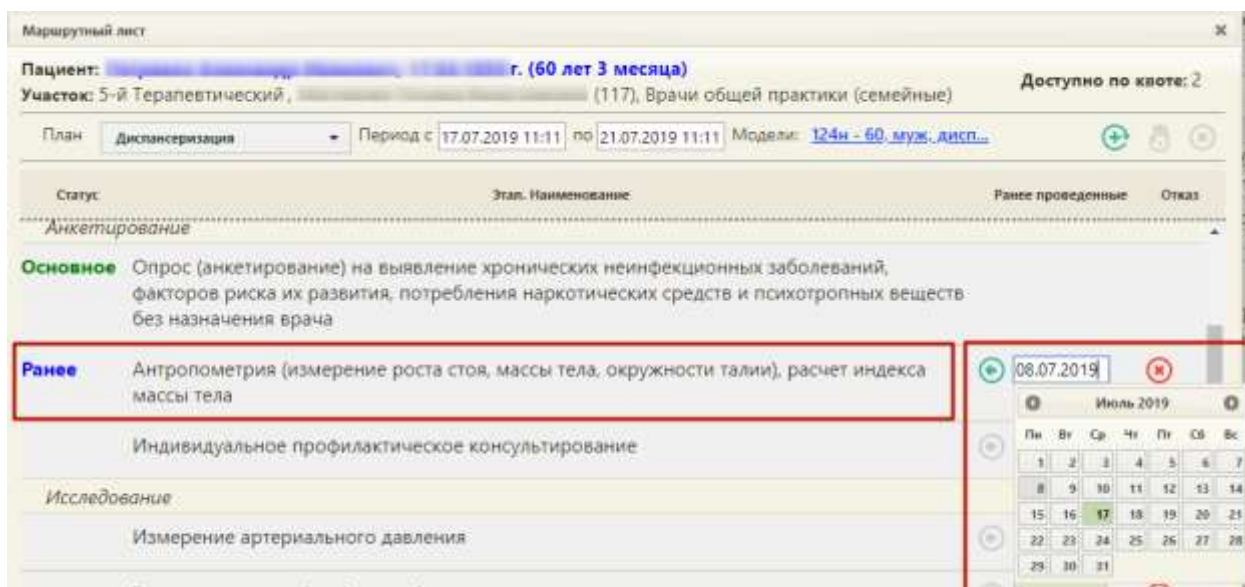 Маршрутный лист
Пациент: г. (60 лет 3 месяца)
Доступно по квоте: 2
Участок: 5-й Терапевтический, (117), Врачи общей практики (семейные)
План Диспансеризация Период с 17.07.2019 11:11 по 21.07.2019 11:11 Модели: 124н - 60, муж, дисп...
Статус Этап. Наименование Ранее проведенные Отказ
Анкетирование
Основное Опрос (анкетирование) на выявление хронических неинфекционных заболеваний,
факторов риска их развития, потребления наркотических средств и психотропных веществ
без назначения врача
Ранее Антропометрия (измерение роста стоя, массы тела, окружности талии), расчет индекса
массы тела
08.07.2019
Июль 2019
Пн Вт Ср Чт Пт Сб Вс
1 2 3 4 5 6 7
8 9 10 11 12 13 14
15 16 17 18 19 20 21
22 23 24 25 26 27 28
29 30 31
Индивидуальное профилактическое консультирование
Исследование
Измерение артериального давления